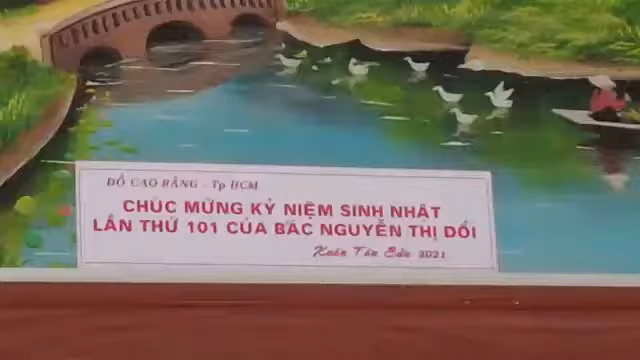 ĐỖ CAO BẰNG - Tp HCM
CHÚC MỪNG KỶ NIỆM SINH NHẬT
LẦN THỨ 101 CỦA BÁC NGUYỄN THỊ DỒI
Xuân Tân Sửu 2021